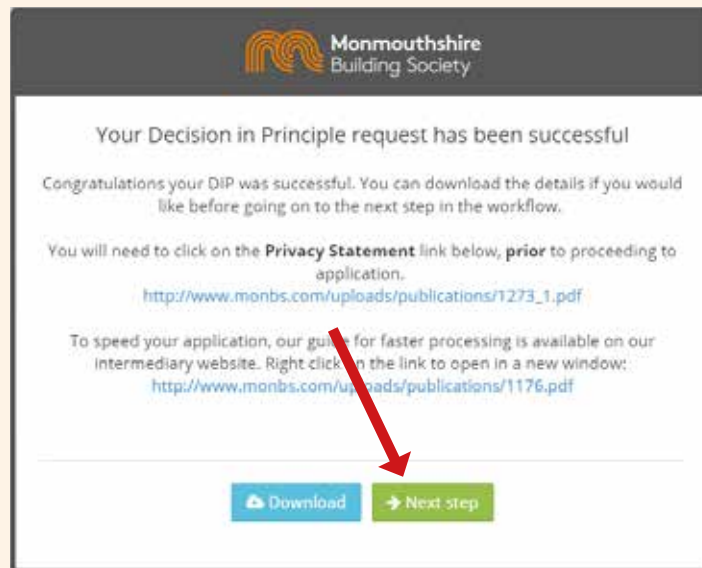 Monmouthshire
Building Society
Your Decision in Principle request has been successful
Congratulations your DIP was successful. You can download the details if you would
like before going on to the next step in the workflow.
You will need to click on the Privacy Statement link below, prior to proceeding to
application.
http://www.monbs.com/uploads/publications/1273_1.pdf
To speed your application, our guide for faster processing is available on our
intermediary website. Right click on the link to open in a new window:
http://www.monbs.com/uploads/publications/1176.pdf
Download
Next step